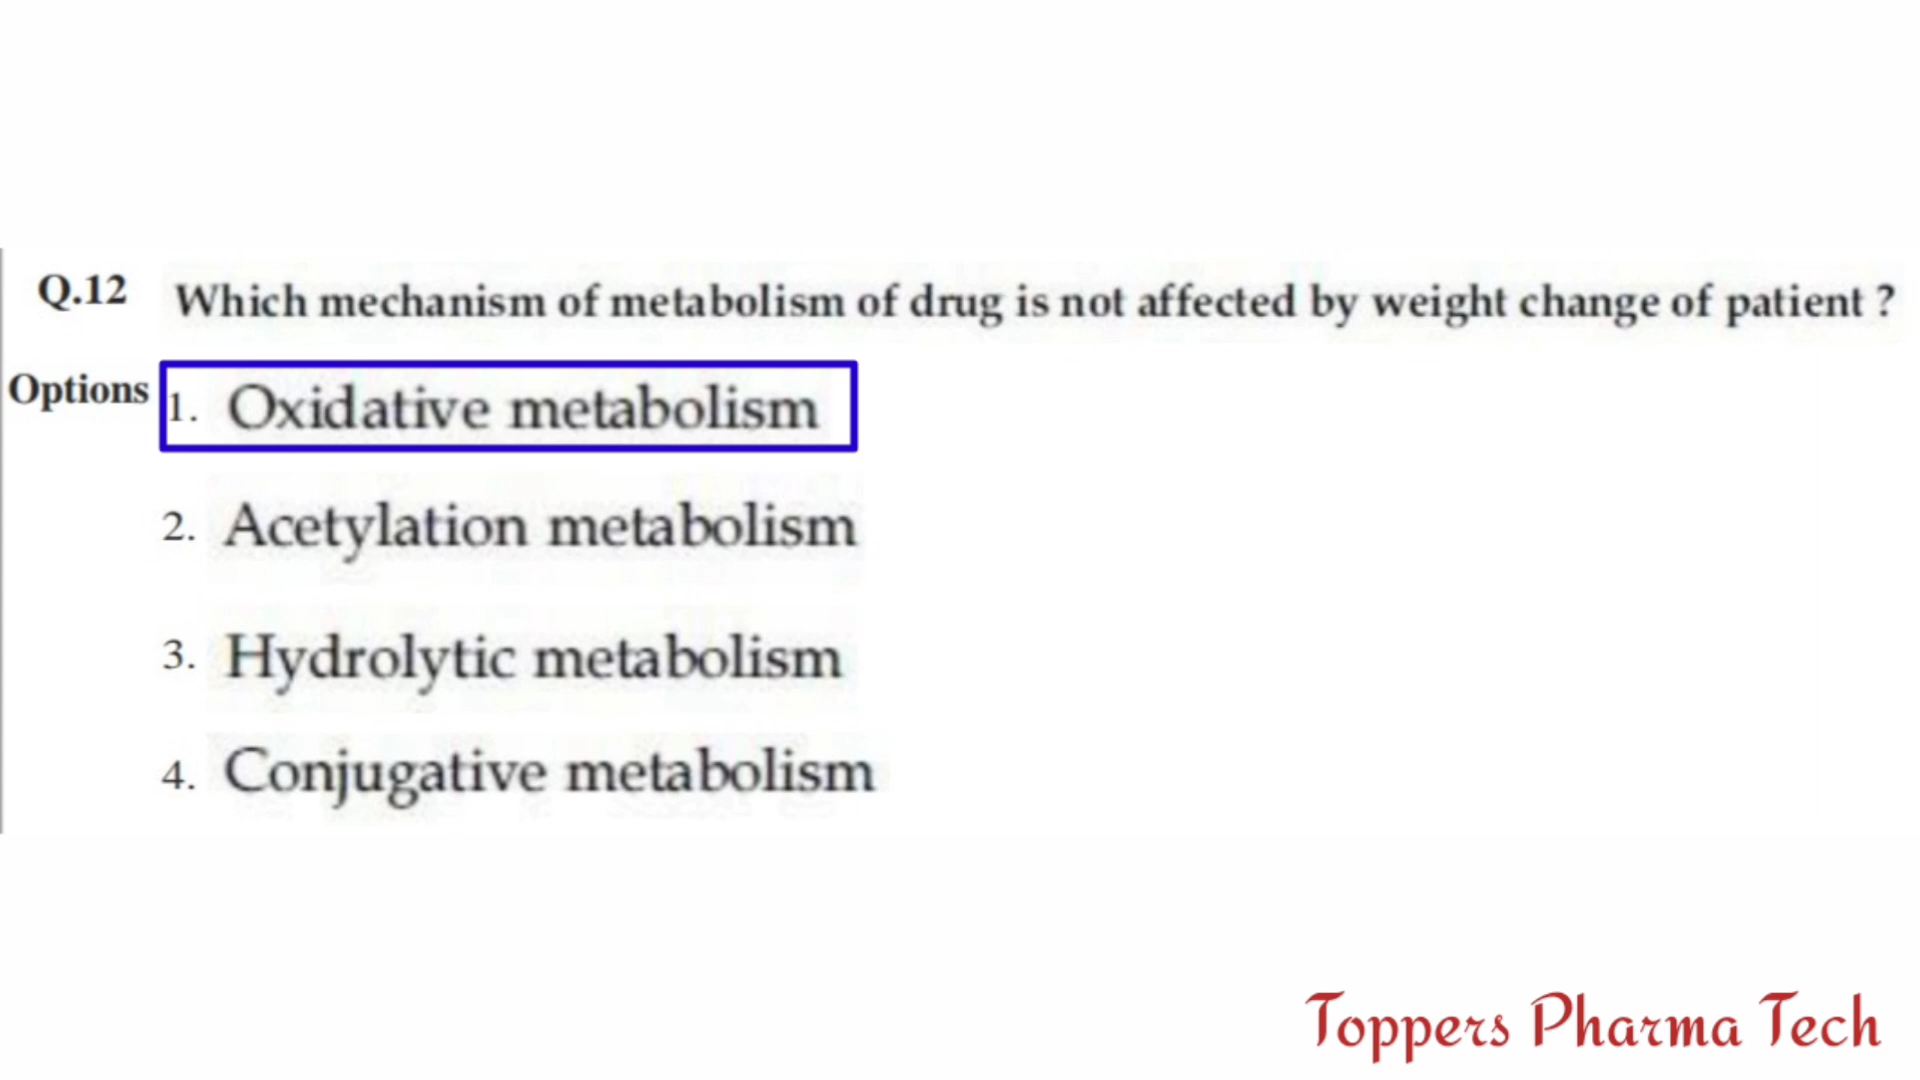 Q.12 Which mechanism of metabolism of drug is not affected by weight change of patient ?
Options 1. Oxidative metabolism
2. Acetylation metabolism
3. Hydrolytic metabolism
4. Conjugative metabolism
Toppers Pharma Tech